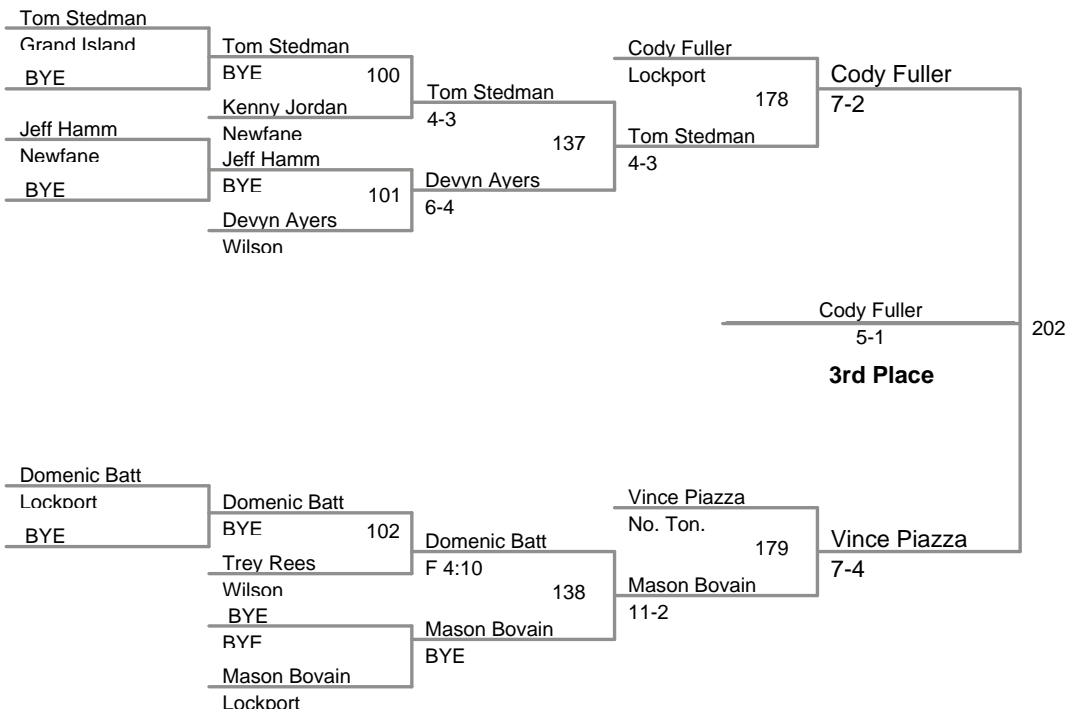 Tom Stedman
Grand Island
BYE
Jeff Hamm
Newfane
BYE
Tom Stedman
BYE
100
Kenny Jordan
Newfane
Jeff Hamm
BYE
101
Devyn Ayers
Wilson
Tom Stedman
4-3
137
Devyn Ayers
6-4
Cody Fuller
Lockport
178
Tom Stedman
4-3
Cody Fuller
7-2
Cody Fuller
5-1
3rd Place
202
Domenic Batt
Lockport
BYE
Domenic Batt
BYE
102
Trey Rees
Wilson
BYE
BYE
Mason Bovain
Lockport
Domenic Batt
F 4:10
138
Mason Bovain
BYE
Vince Piazza
No. Ton.
179
Mason Bovain
11-2
Vince Piazza
7-4